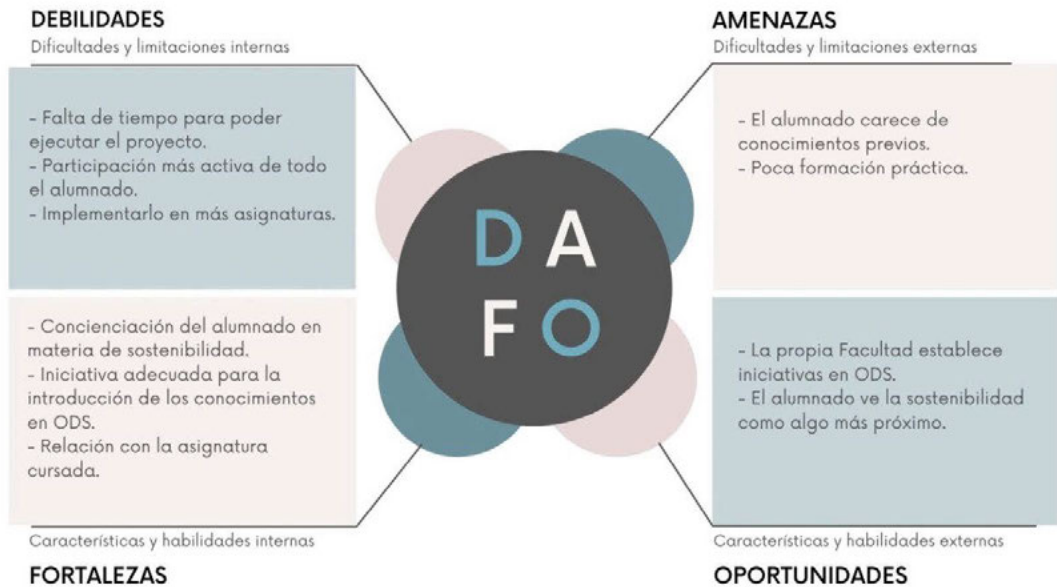 DEBILIDADES
Dificultades y limitaciones internas
- Falta de tiempo para poder
ejecutar el proyecto.
- Participación más activa de todo
el alumnado.
- Implementarlo en más asignaturas.
AMENAZAS
Dificultades y limitaciones externas
- El alumnado carece de
conocimientos previos.
- Poca formación práctica.
D A
F O
- Concienciación del alumnado en
materia de sostenibilidad.
- Iniciativa adecuada para la
introducción de los conocimientos
en ODS.
- Relación con la asignatura
cursada.
Características y habilidades internas
FORTALEZAS
- La propia Facultad establece
iniciativas en ODS.
- El alumnado ve la sostenibilidad
como algo más próximo.
Características y habilidades externas
OPORTUNIDADES